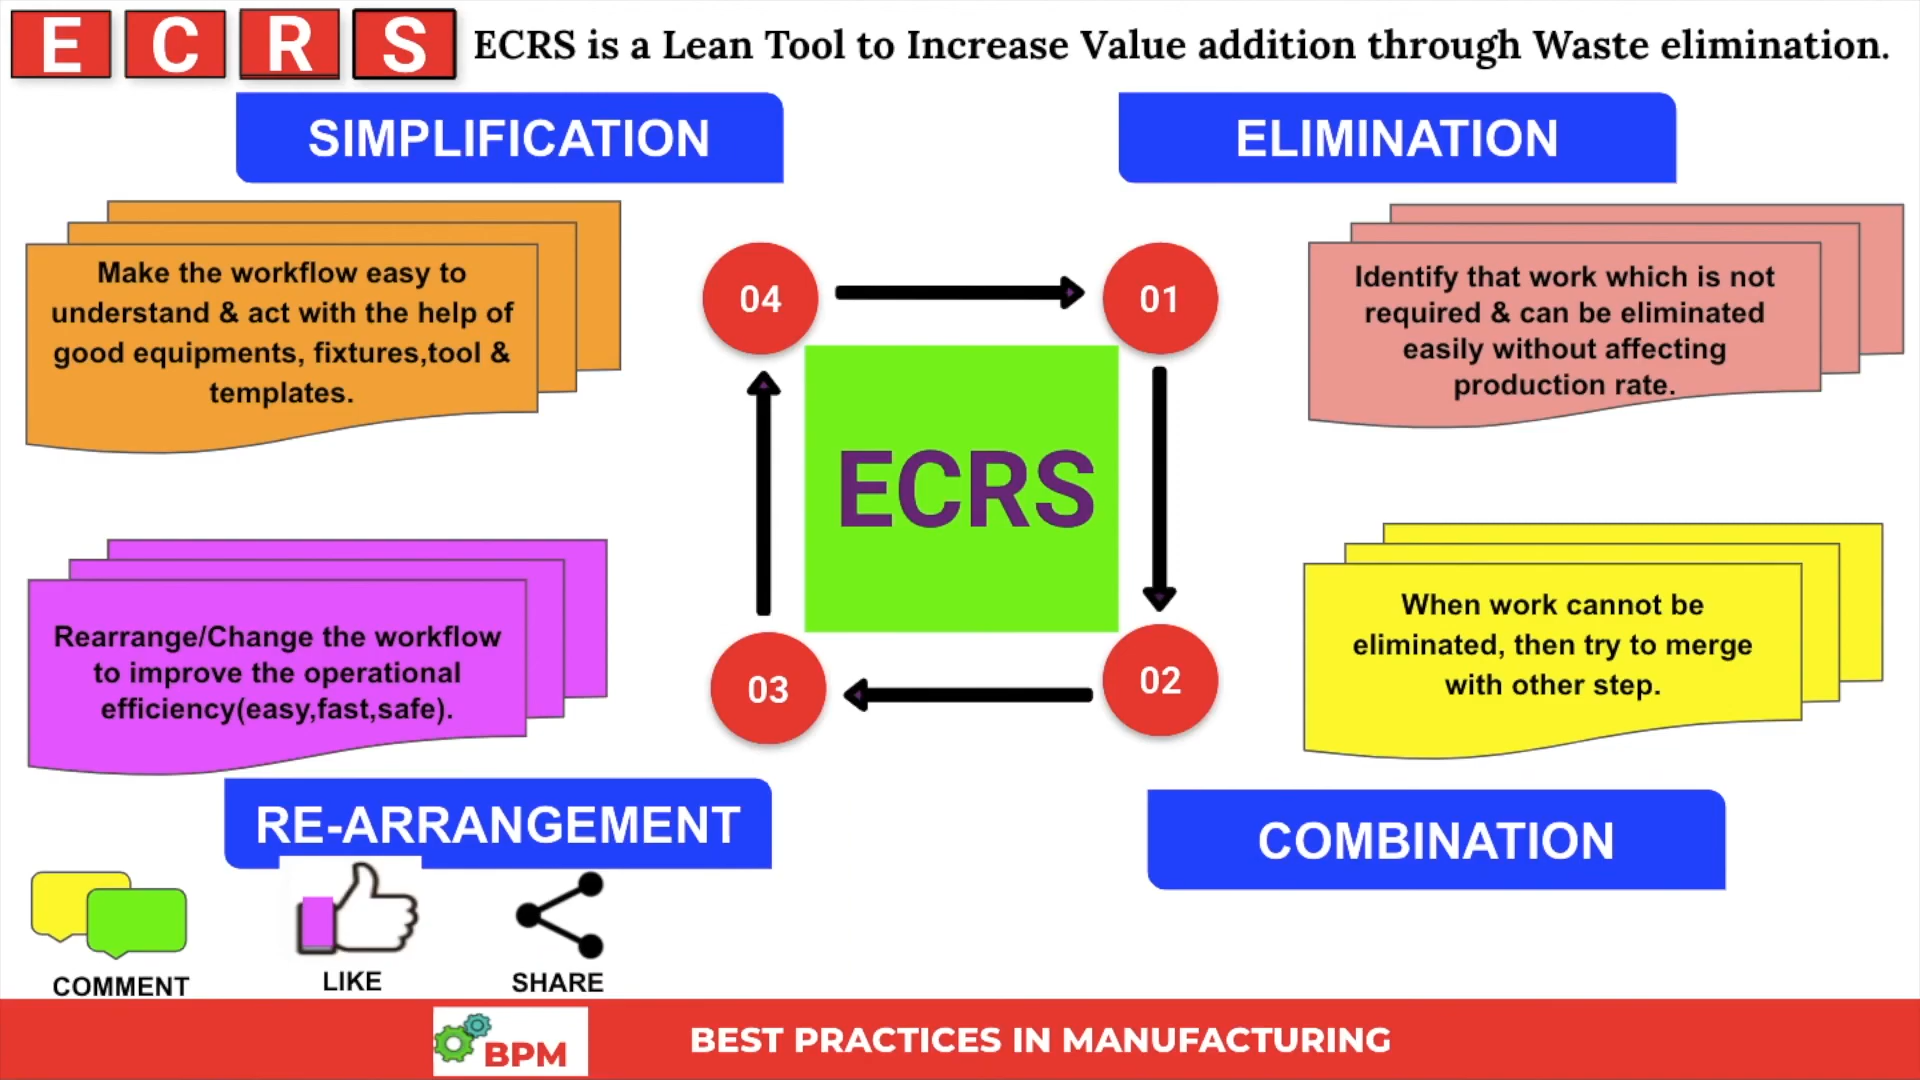 E C R S ECRS is a Lean Tool to Increase Value addition through Waste elimination.
SIMPLIFICATION
ELIMINATION
Make the workflow easy to
understand & act with the help of
good equipments, fixtures,tool &
templates.
04
01
Identify that work which is not
required & can be eliminated
easily without affecting
production rate.
ECRS
Rearrange/Change the workflow
to improve the operational
efficiency(easy,fast,safe).
03
02
When work cannot be
eliminated, then try to merge
with other step.
RE-ARRANGEMENT
COMBINATION
COMMENT
LIKE
SHARE
BPM
BEST PRACTICES IN MANUFACTURING